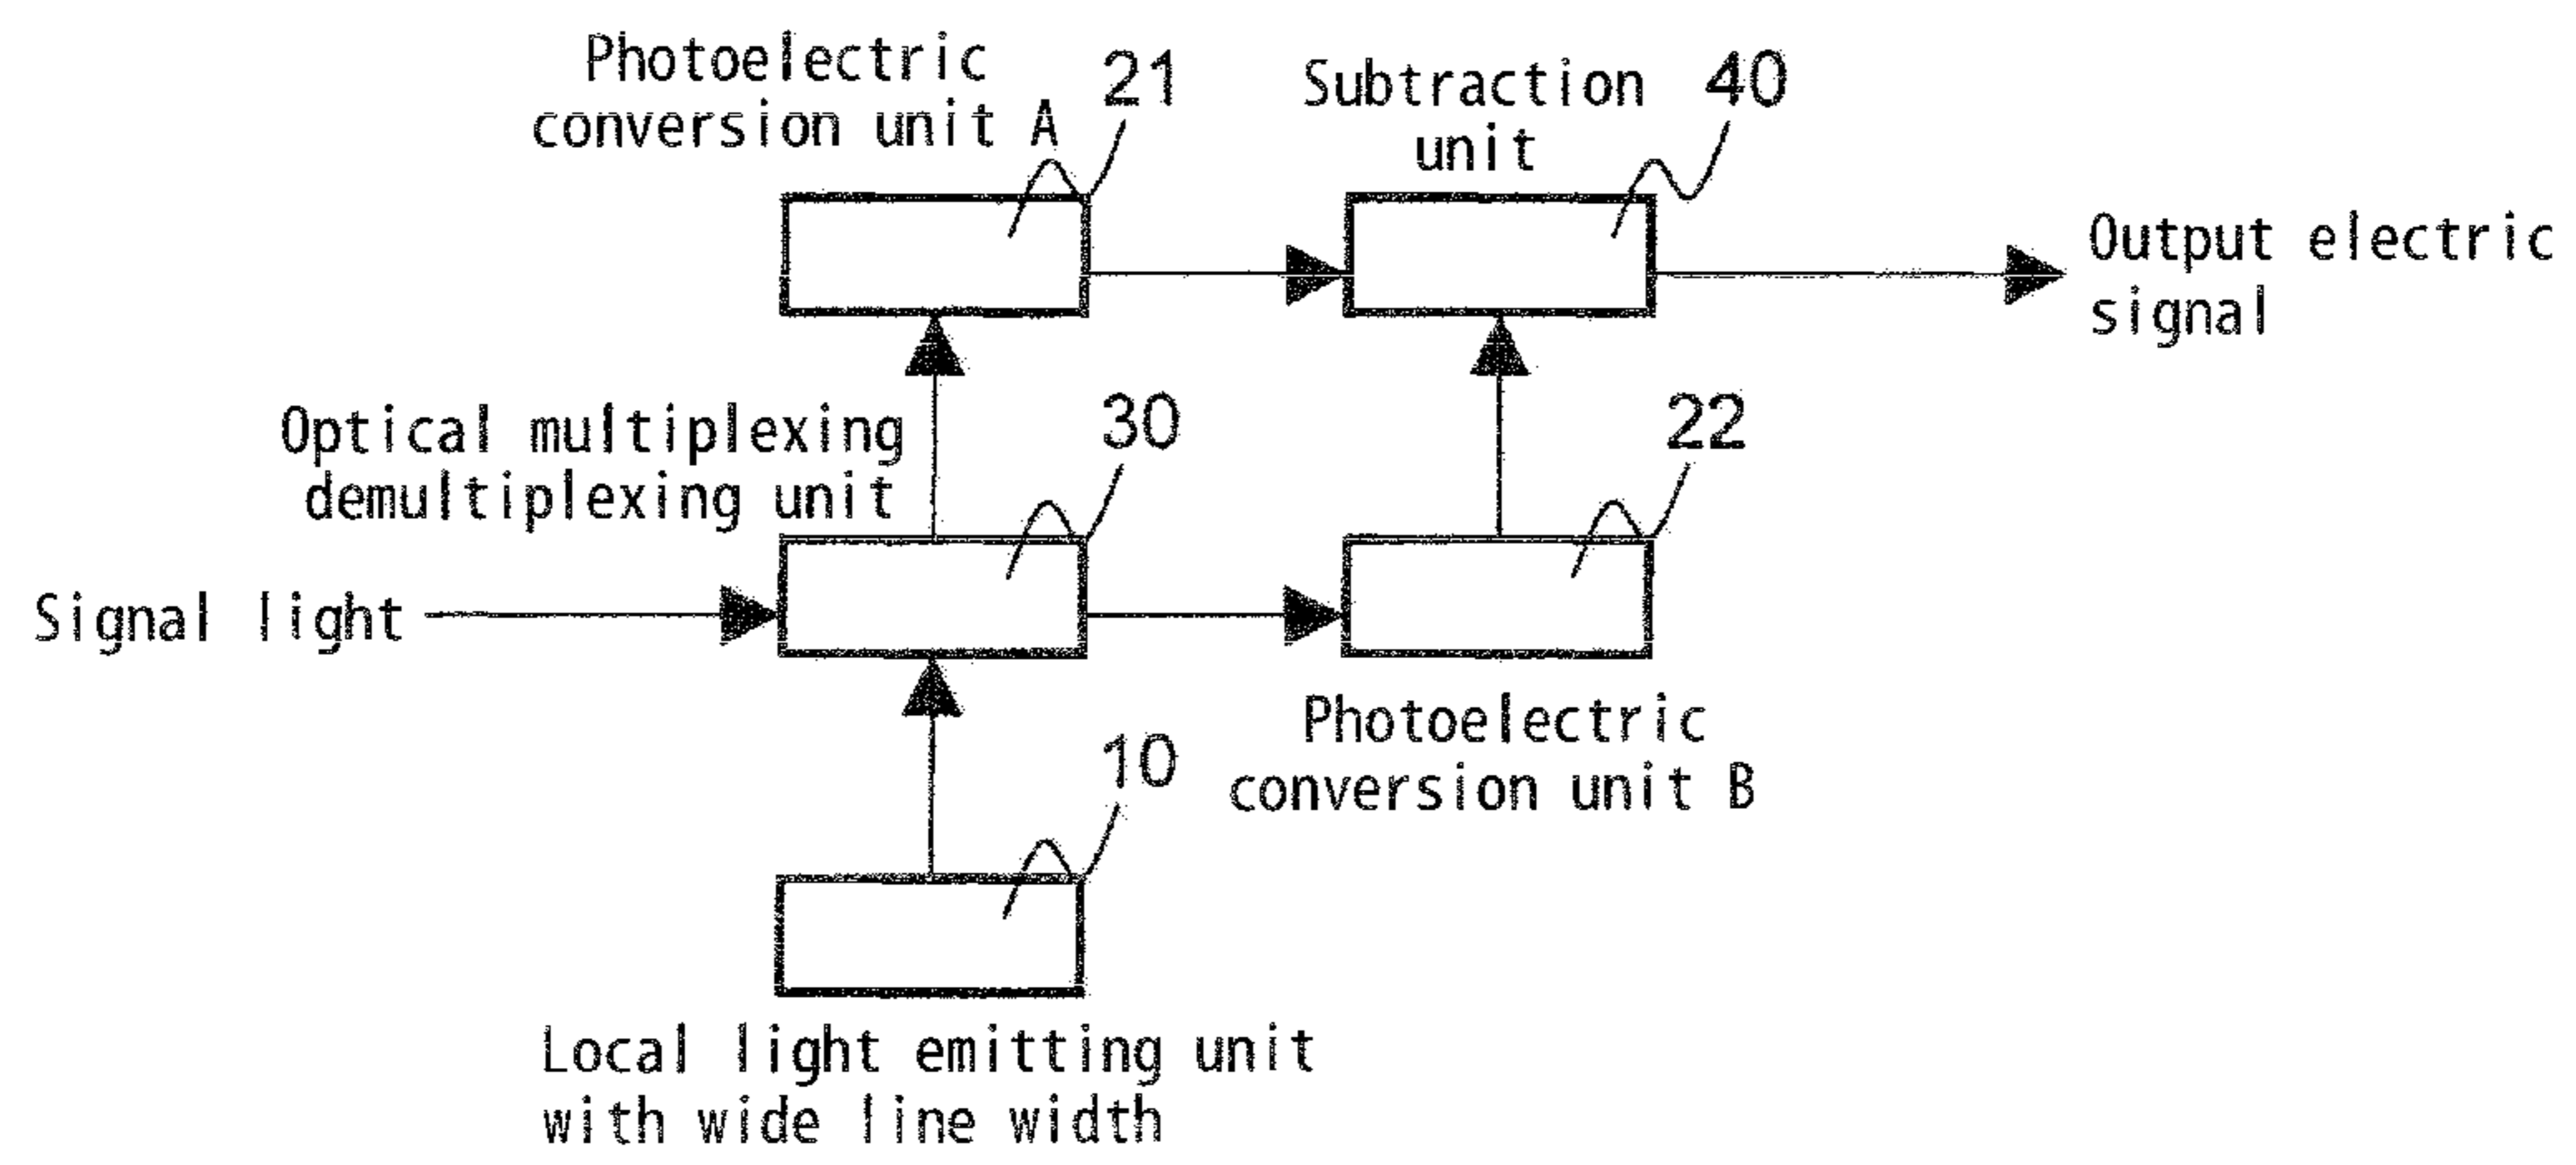 Photoelectric
conversion unit A
21
Subtraction
unit
40
Output electric
signal
Optical multiplexing
demultiplexing unit
30
22
Signal light
Photoelectric
conversion unit B
10
Local light emitting unit
with wide line width